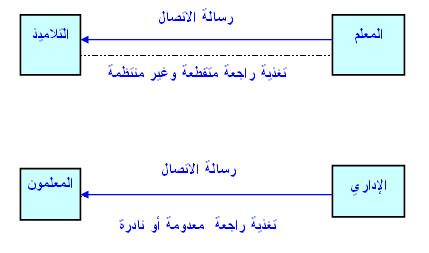 رسالة الاتصال
المعلم
التلاميذ
تغذية راجعة متقطعة وغير منتظمة
رسالة الاتصال
الإداري
المعلمون
تغذية راجعة معدومة أو نادرة